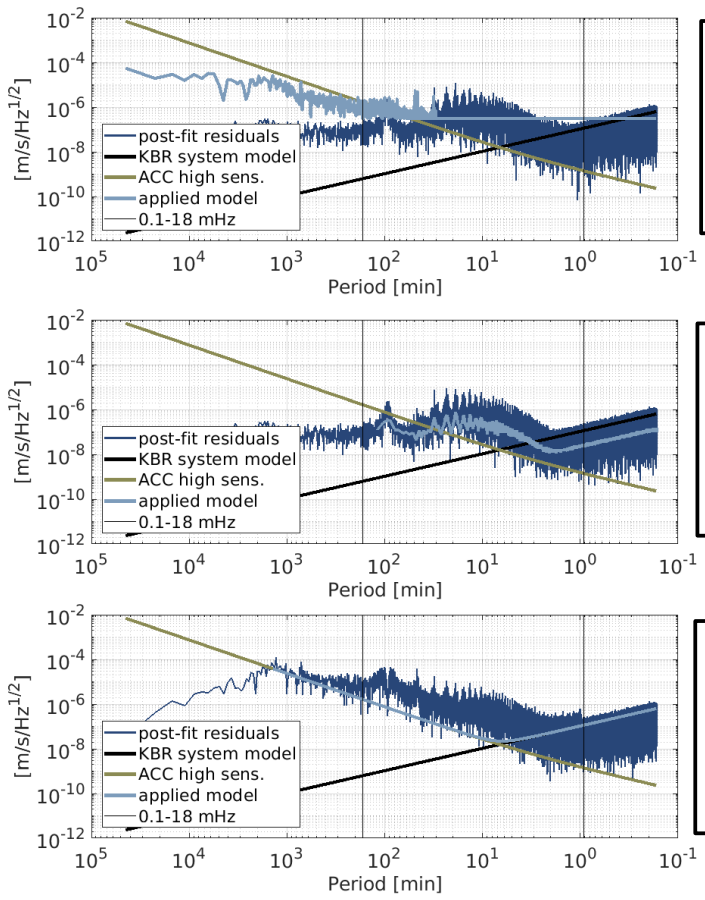 10^-2
10^-4
10^-6
10^-8
10^-10
10^-12
[m/s/Hz^1/2]
post-fit residuals
KBR system model
ACC high sens.
applied model
0.1-18 mHz
10^5 10^4 10^3 10^2 10^1 10^0 10^-1
Period [min]
10^-2
10^-4
10^-6
10^-8
10^-10
10^-12
[m/s/Hz^1/2]
post-fit residuals
KBR system model
ACC high sens.
applied model
0.1-18 mHz
10^5 10^4 10^3 10^2 10^1 10^0 10^-1
Period [min]
10^-2
10^-4
10^-6
10^-8
10^-10
10^-12
[m/s/Hz^1/2]
post-fit residuals
KBR system model
ACC high sens.
applied model
0.1-18 mHz
10^5 10^4 10^3 10^2 10^1 10^0 10^-1
Period [min]